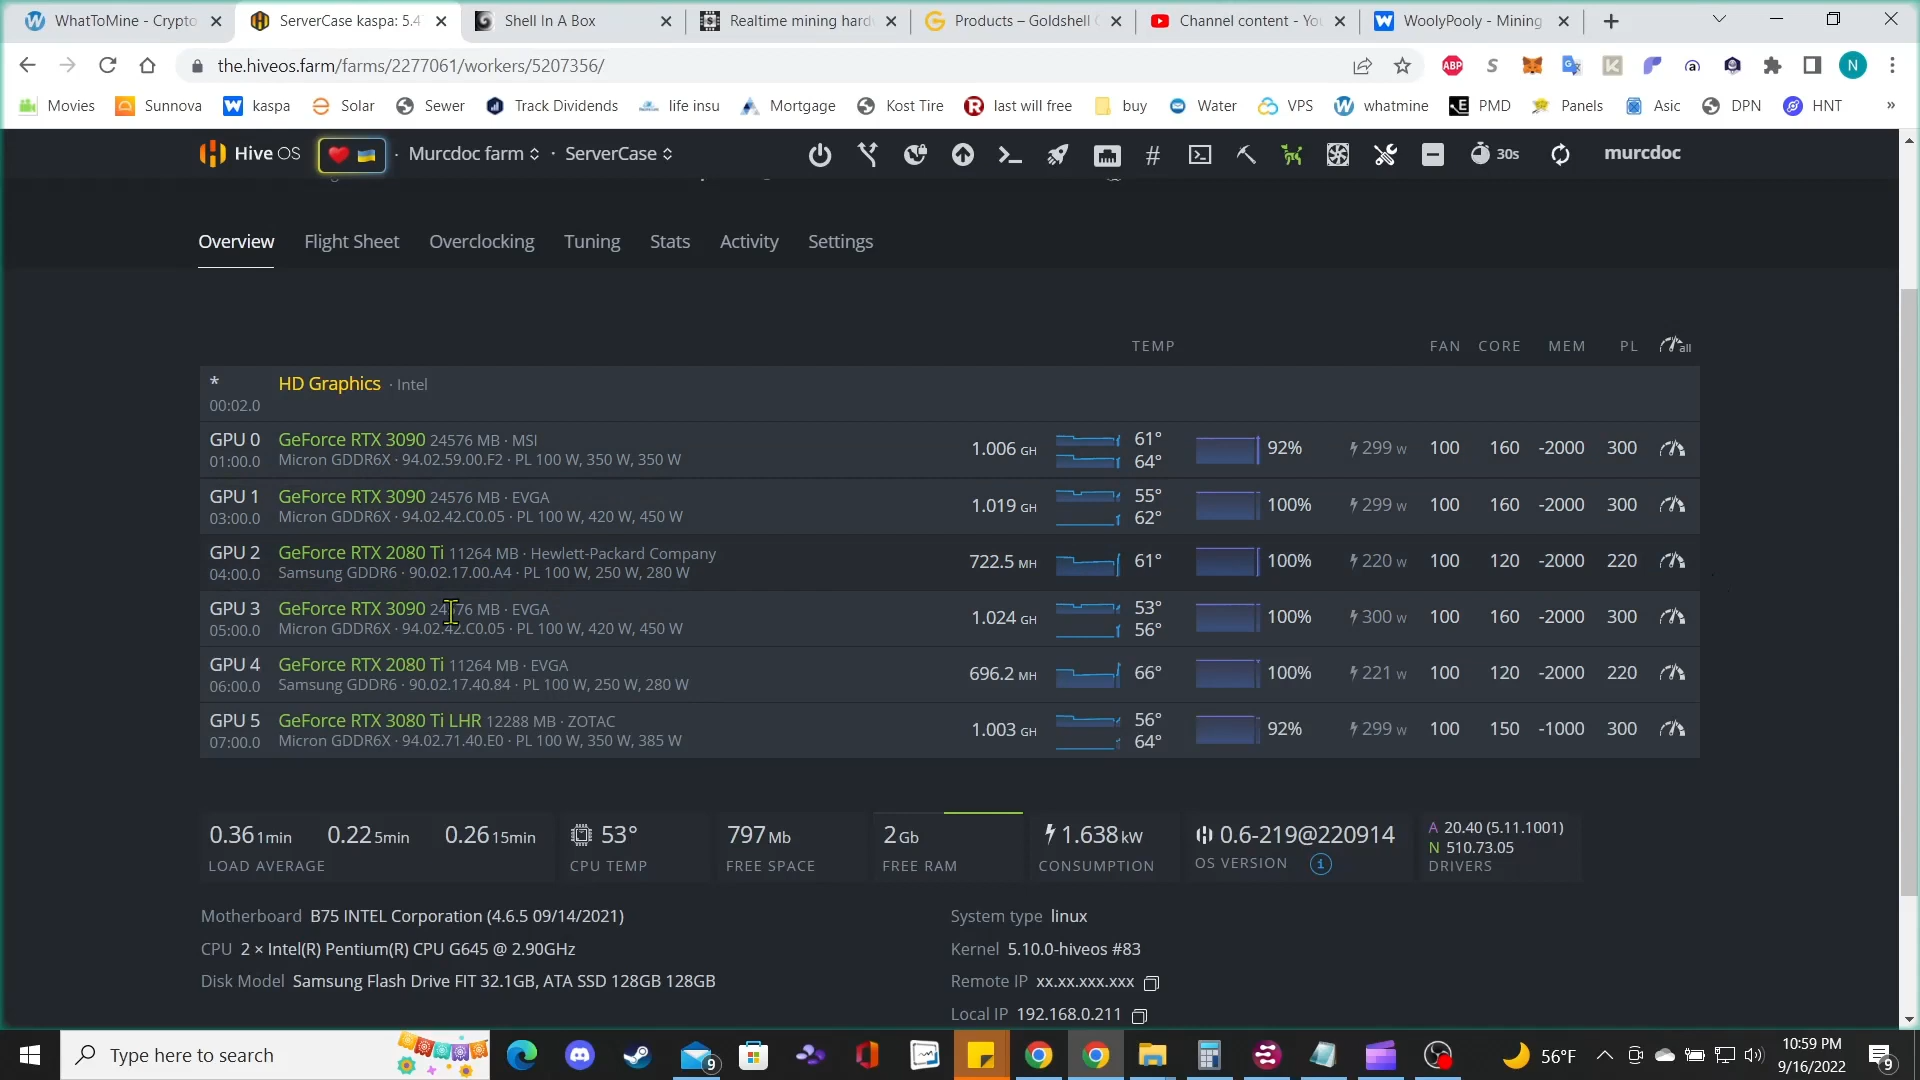 WhatToMine - Crypto
ServerCase kaspa: 5.4
Shell In A Box
Realtime mining hard
Products – Goldshell
Channel content - You
WoolyPooly - Mining
the.hiveos.farm/farms/2277061/workers/5207356/
ABP
N
Movies
Sunnova
kaspa
Solar
Sewer
Track Dividends
life insu
Mortgage
Kost Tire
last will free
buy
Water
VPS
whatmine
PMD
Panels
Asic
DPN
HNT
»
Hive OS
· Murcdoc farm · ServerCase
30s
murcdoc
Overview
Flight Sheet
Overclocking
Tuning
Stats
Activity
Settings
TEMP FAN CORE MEM PL all
* HD Graphics · Intel
00:02.0
GPU 0 GeForce RTX 3090 24576 MB · MSI 1.006 GH 61° 92% 299 W 100 160 -2000 300
01:00.0 Micron GDDR6X · 94.02.59.00.F2 · PL 100 W, 350 W, 350 W 64°
GPU 1 GeForce RTX 3090 24576 MB · EVGA 1.019 GH 55° 100% 299 W 100 160 -2000 300
03:00.0 Micron GDDR6X · 94.02.42.C0.05 · PL 100 W, 420 W, 450 W 62°
GPU 2 GeForce RTX 2080 Ti 11264 MB · Hewlett-Packard Company 722.5 MH 61° 100% 220 W 100 120 -2000 220
04:00.0 Samsung GDDR6 · 90.02.17.00.A4 · PL 100 W, 250 W, 280 W
GPU 3 GeForce RTX 3090 24576 MB · EVGA 1.024 GH 53° 100% 300 W 100 160 -2000 300
05:00.0 Micron GDDR6X · 94.02.42.C0.05 · PL 100 W, 420 W, 450 W 56°
GPU 4 GeForce RTX 2080 Ti 11264 MB · EVGA 696.2 MH 66° 100% 221 W 100 120 -2000 220
06:00.0 Samsung GDDR6 · 90.02.17.40.84 · PL 100 W, 250 W, 280 W
GPU 5 GeForce RTX 3080 Ti LHR 12288 MB · ZOTAC 1.003 GH 56° 92% 299 W 100 150 -1000 300
07:00.0 Micron GDDR6X · 94.02.71.40.E0 · PL 100 W, 350 W, 385 W 64°
0.36 1min 0.22 5min 0.26 15min
LOAD AVERAGE
53°
CPU TEMP
797 Mb
FREE SPACE
2 Gb
FREE RAM
1.638 kW
CONSUMPTION
0.6-219@220914
OS VERSION
A 20.40 (5.11.1001)
N 510.73.05
DRIVERS
Motherboard B75 INTEL Corporation (4.6.5 09/14/2021)
CPU 2 × Intel(R) Pentium(R) CPU G645 @ 2.90GHz
Disk Model Samsung Flash Drive FIT 32.1GB, ATA SSD 128GB 128GB
System type linux
Kernel 5.10.0-hiveos #83
Remote IP xx.xx.xxx.xxx
Local IP 192.168.0.211
Type here to search
9
56°F
10:59 PM
9/16/2022
9